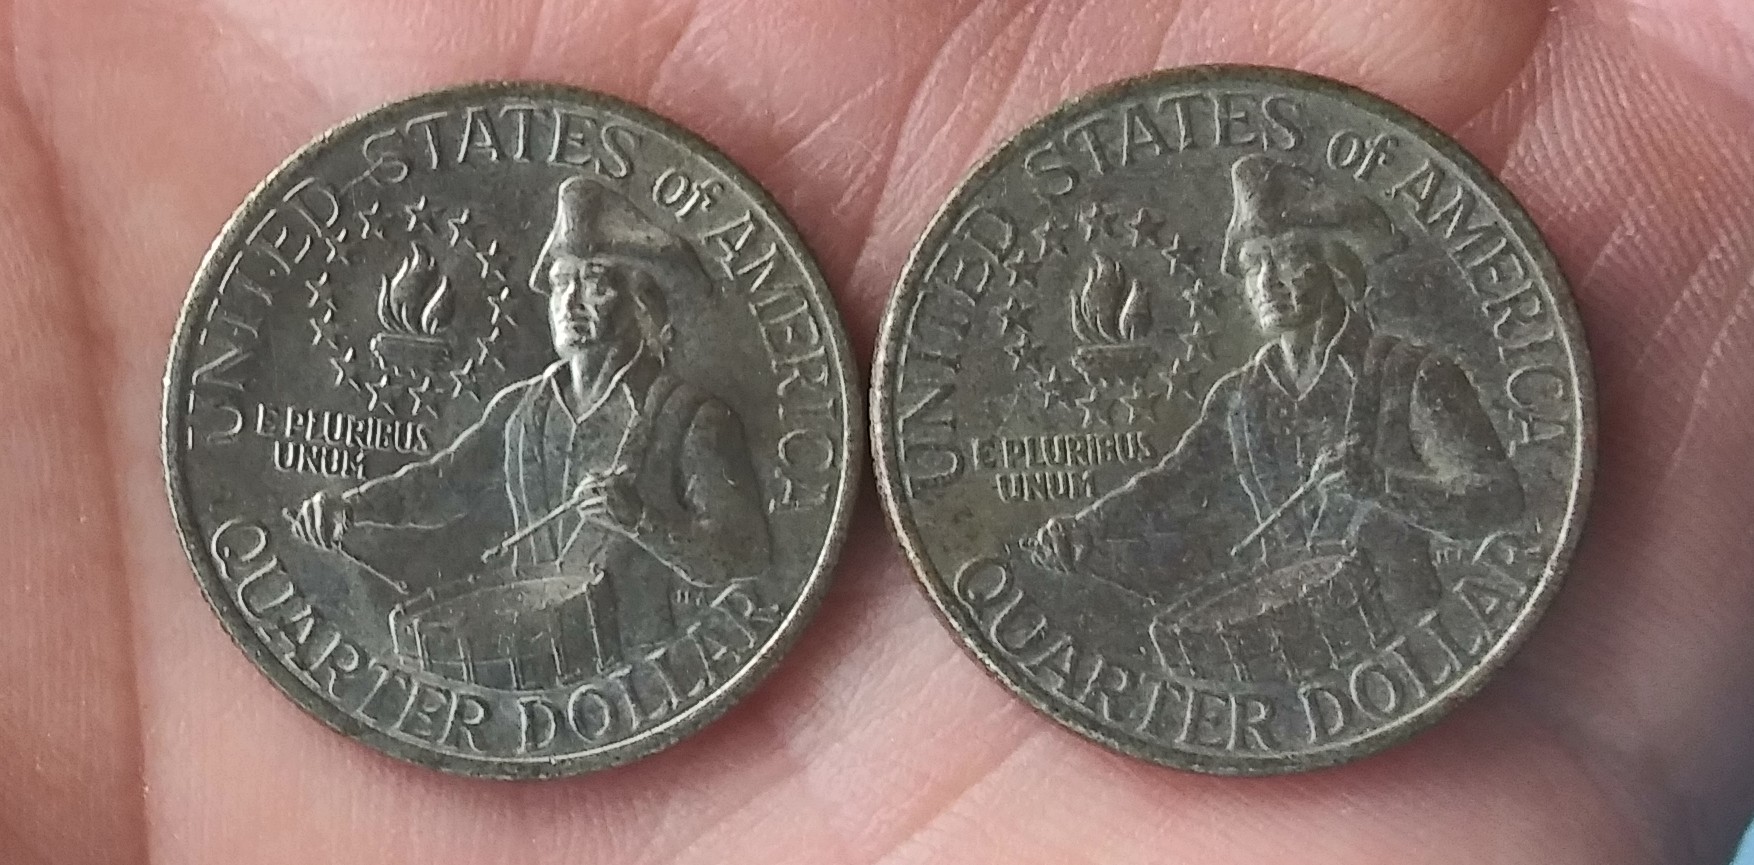 UNITED STATES of AMERICA
E PLURIBUS
UNUM
QUARTER DOLLAR
UNITED STATES of AMERICA
E PLURIBUS
UNUM
QUARTER DOLLAR